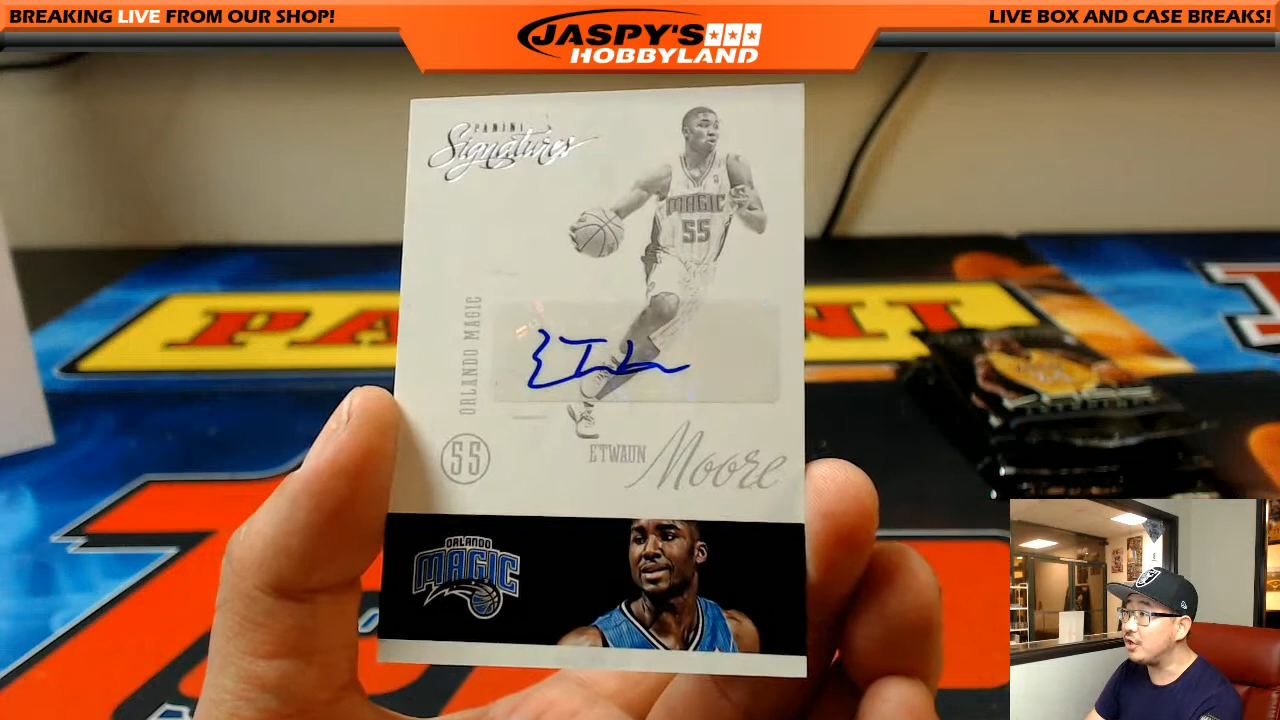 BREAKING LIVE FROM OUR SHOP!
JASPY'S
HOBBYLAND
LIVE BOX AND CASE BREAKS!
PANINI
Signatures
MAGIC
55
ORLANDO MAGIC
55
ETWAUN Moore
ORLANDO
MAGIC